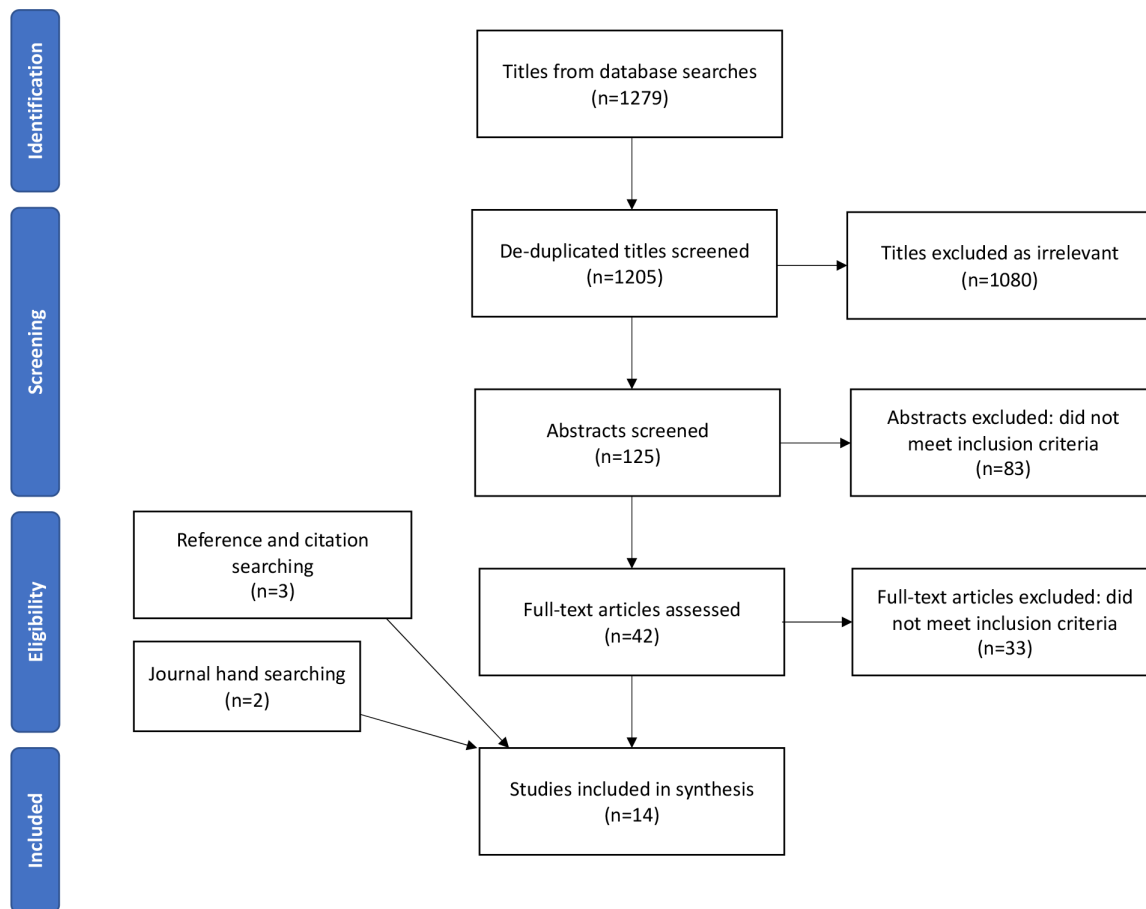 Identification
Titles from database searches
(n=1279)
Screening
De-duplicated titles screened
(n=1205)
Titles excluded as irrelevant
(n=1080)
Abstracts screened
(n=125)
Abstracts excluded: did not
meet inclusion criteria
(n=83)
Eligibility
Reference and citation
searching
(n=3)
Full-text articles assessed
(n=42)
Full-text articles excluded: did
not meet inclusion criteria
(n=33)
Journal hand searching
(n=2)
Included
Studies included in synthesis
(n=14)